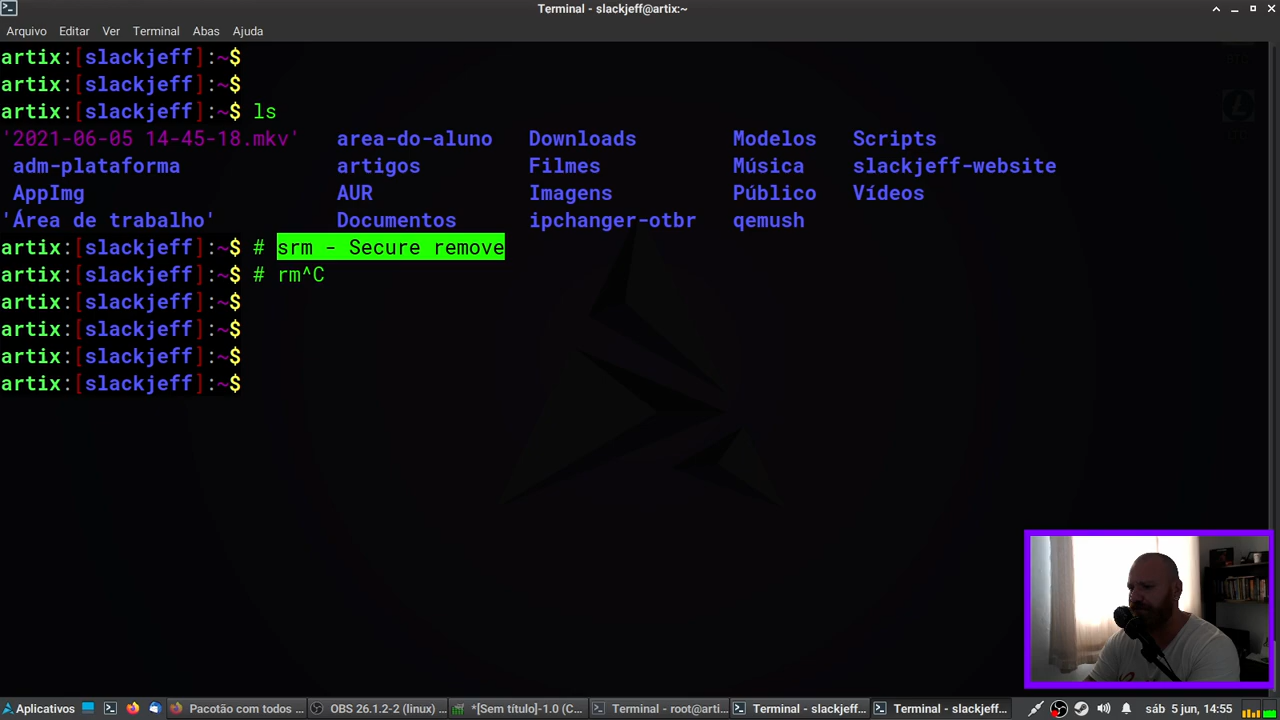 Terminal - slackjeff@artix:~
Arquivo Editar Ver Terminal Abas Ajuda
artix:[slackjeff]:~$
artix:[slackjeff]:~$
artix:[slackjeff]:~$ ls
'2021-06-05 14-45-18.mkv' area-do-aluno Downloads Modelos Scripts
adm-plataforma artigos Filmes Música slackjeff-website
AppImg AUR Imagens Público Vídeos
'Área de trabalho' Documentos ipchanger-otbr qemush
artix:[slackjeff]:~$ # srm - Secure remove
artix:[slackjeff]:~$ # rm^C
artix:[slackjeff]:~$
artix:[slackjeff]:~$
artix:[slackjeff]:~$
artix:[slackjeff]:~$
Aplicativos Pacotão com todos ... OBS 26.1.2-2 (linux) ... *[Sem título]-1.0 (C... Terminal - root@arti... Terminal - slackjeff... Terminal - slackjeff... sáb 5 jun, 14:55